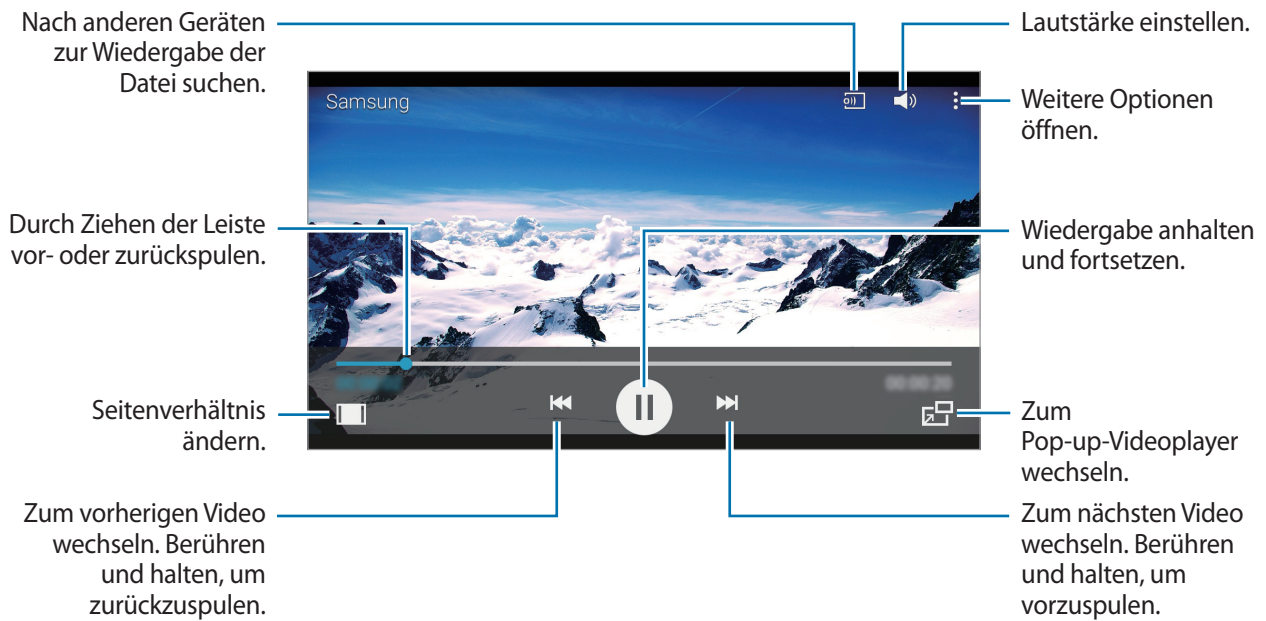 Nach anderen Geräten
zur Wiedergabe der
Datei suchen.
Lautstärke einstellen.
Samsung
Weitere Optionen
öffnen.
Durch Ziehen der Leiste
vor- oder zurückspulen.
Wiedergabe anhalten
und fortsetzen.
Seitenverhältnis
ändern.
Zum
Pop-up-Videoplayer
wechseln.
Zum vorherigen Video
wechseln. Berühren
und halten, um
zurückzuspulen.
Zum nächsten Video
wechseln. Berühren
und halten, um
vorzuspulen.